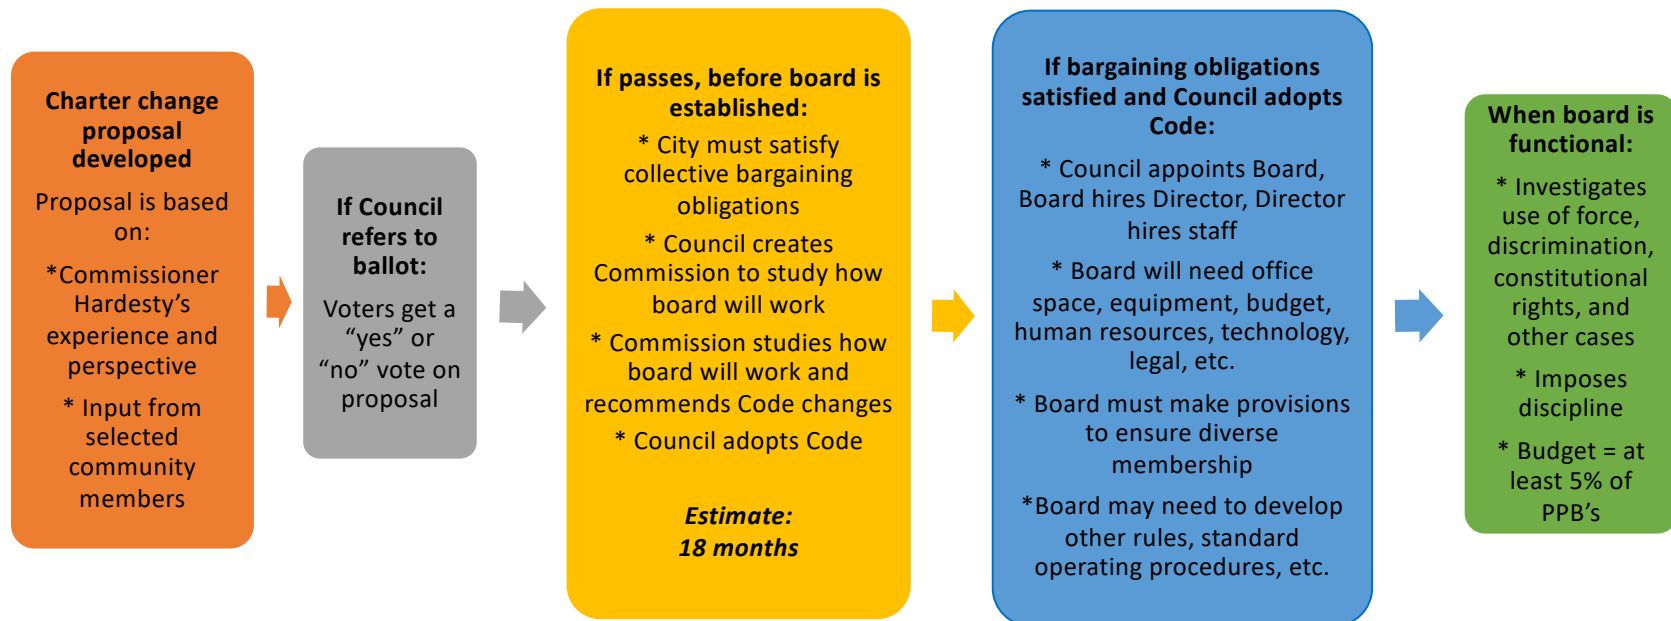 Charter change
proposal
developed
Proposal is based
on:
*Commissioner
Hardesty’s
experience and
perspective
* Input from
selected
community
members
If Council
refers to
ballot:
Voters get a
“yes” or
“no” vote on
proposal
If passes, before board is
established:
* City must satisfy
collective bargaining
obligations
* Council creates
Commission to study how
board will work
* Commission studies how
board will work and
recommends Code changes
* Council adopts Code
Estimate:
18 months
If bargaining obligations
satisfied and Council adopts
Code:
* Council appoints Board,
Board hires Director, Director
hires staff
* Board will need office
space, equipment, budget,
human resources, technology,
legal, etc.
* Board must make provisions
to ensure diverse
membership
*Board may need to develop
other rules, standard
operating procedures, etc.
When board is
functional:
* Investigates
use of force,
discrimination,
constitutional
rights, and
other cases
* Imposes
discipline
* Budget = at
least 5% of
PPB’s